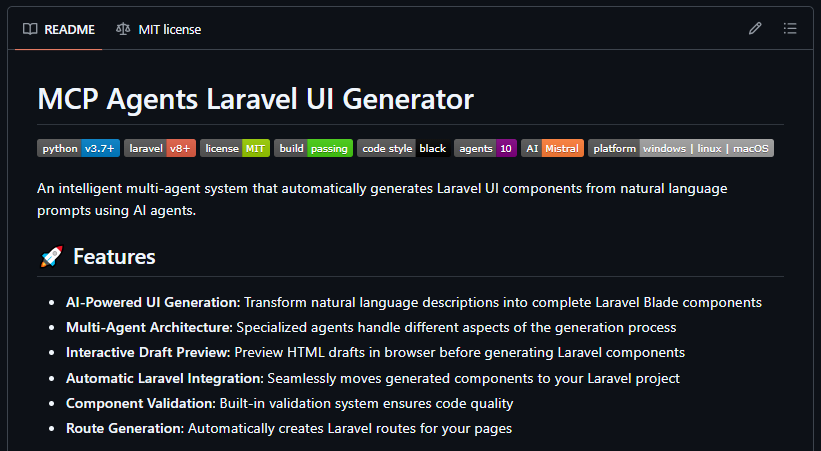 README MIT license
MCP Agents Laravel UI Generator
python v3.7+ laravel v8+ license MIT build passing code style black agents 10 AI Mistral platform windows | linux | macOS
An intelligent multi-agent system that automatically generates Laravel UI components from natural language
prompts using AI agents.
🚀 Features
• AI-Powered UI Generation: Transform natural language descriptions into complete Laravel Blade components
• Multi-Agent Architecture: Specialized agents handle different aspects of the generation process
• Interactive Draft Preview: Preview HTML drafts in browser before generating Laravel components
• Automatic Laravel Integration: Seamlessly moves generated components to your Laravel project
• Component Validation: Built-in validation system ensures code quality
• Route Generation: Automatically creates Laravel routes for your pages